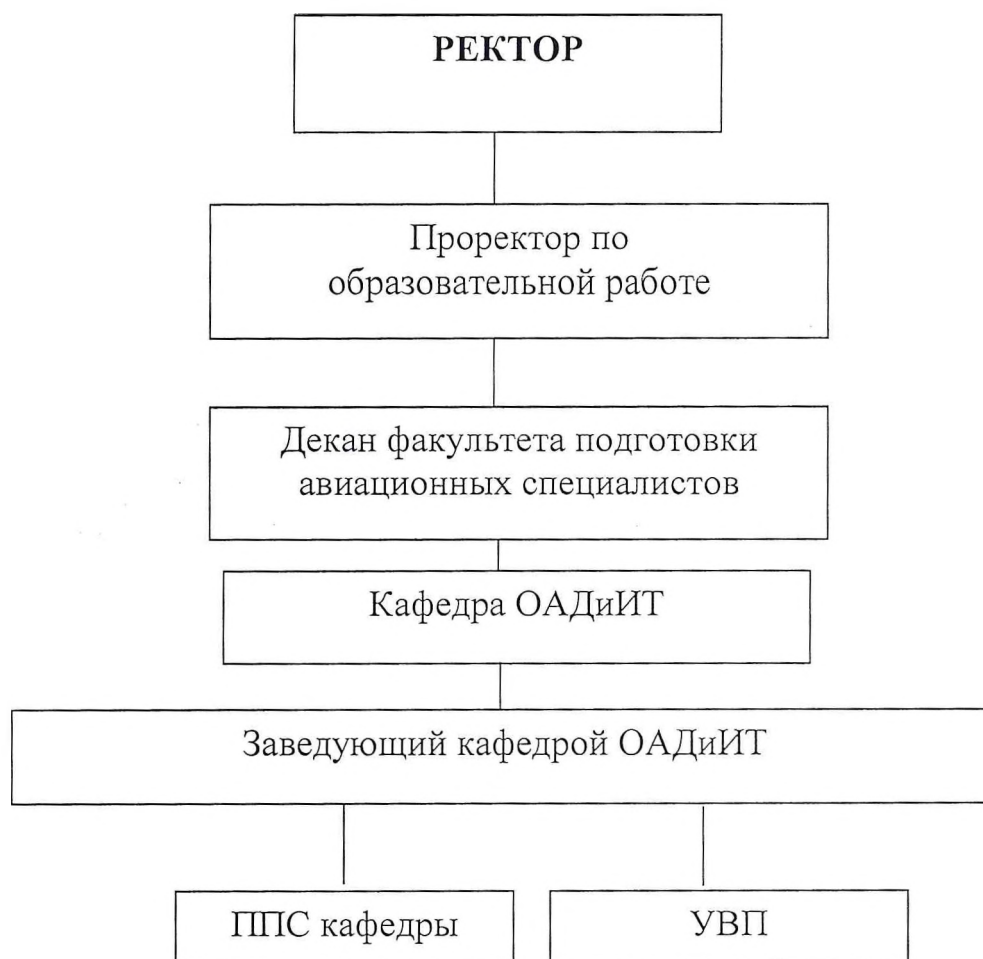 РЕКТОР
Проректор по
образовательной работе
Декан факультета подготовки
авиационных специалистов
Кафедра ОАДиИТ
Заведующий кафедрой ОАДиИТ
ППС кафедры
УВП